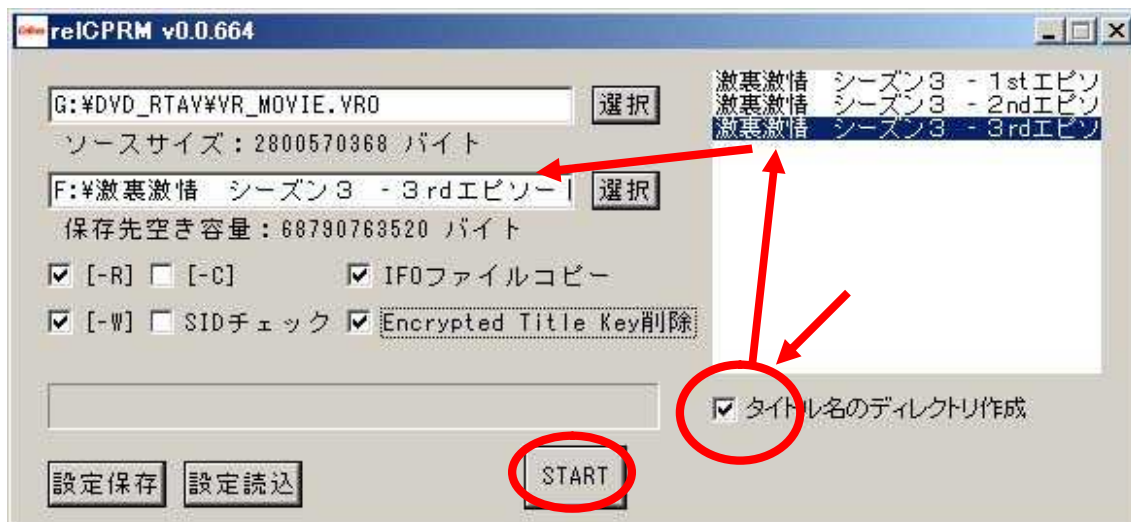 relCPRM v0.0.664
G:¥DVD_RTAV¥VR_MOVIE.VRO
選択
ソースサイズ：2800570368 バイト
F:¥激裏激情　シーズン３　-３rdエピソー
選択
保存先空き容量：68790763520 バイト
[-R] [-C] IFOファイルコピー
[-W] SIDチェック Encrypted Title Key削除
設定保存
設定読込
START
激裏激情　シーズン３　- １stエピソ
激裏激情　シーズン３　- ２ndエピソ
激裏激情　シーズン３　- ３rdエピソ
タイトル名のディレクトリ作成